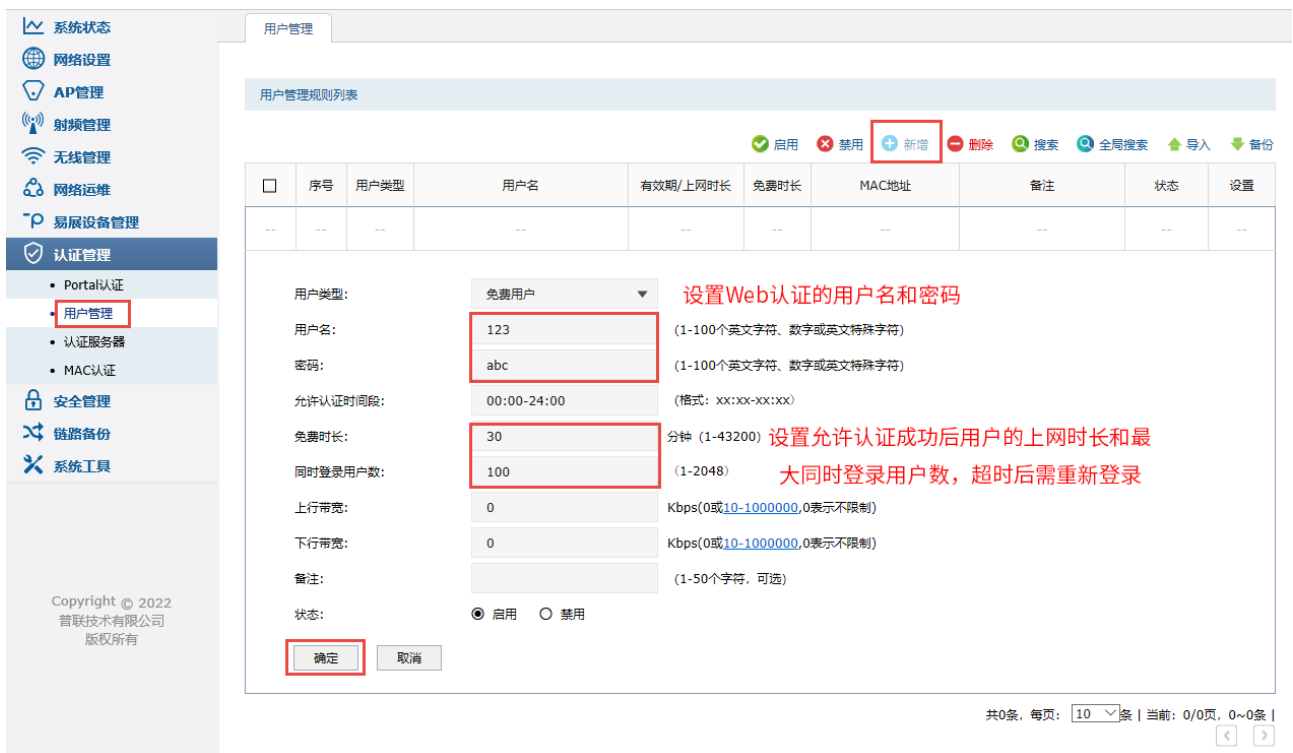 系统状态
网络设置
AP管理
射频管理
无线管理
网络运维
易展设备管理
认证管理
• Portal认证
• 用户管理
• 认证服务器
• MAC认证
安全管理
链路备份
系统工具
Copyright © 2022
普联技术有限公司
版权所有
用户管理
用户管理规则列表
启用 禁用 新增 删除 搜索 全局搜索 导入 备份
序号 用户类型 用户名 有效期/上网时长 免费时长 MAC地址 备注 状态 设置
-- -- -- -- -- -- -- -- -- --
用户类型: 免费用户 设置Web认证的用户名和密码
用户名: 123 (1-100个英文字符、数字或英文特殊字符)
密码: abc (1-100个英文字符、数字或英文特殊字符)
允许认证时间段: 00:00-24:00 (格式: xx:xx-xx:xx)
免费时长: 30 分钟 (1-43200) 设置允许认证成功后用户的上网时长和最
同时登录用户数: 100 (1-2048) 大同时登录用户数，超时后需重新登录
上行带宽: 0 Kbps(0或10-1000000,0表示不限制)
下行带宽: 0 Kbps(0或10-1000000,0表示不限制)
备注: (1-50个字符, 可选)
状态: 启用 禁用
确定 取消
共0条, 每页: 10 条 | 当前: 0/0页, 0~0条 |
< >